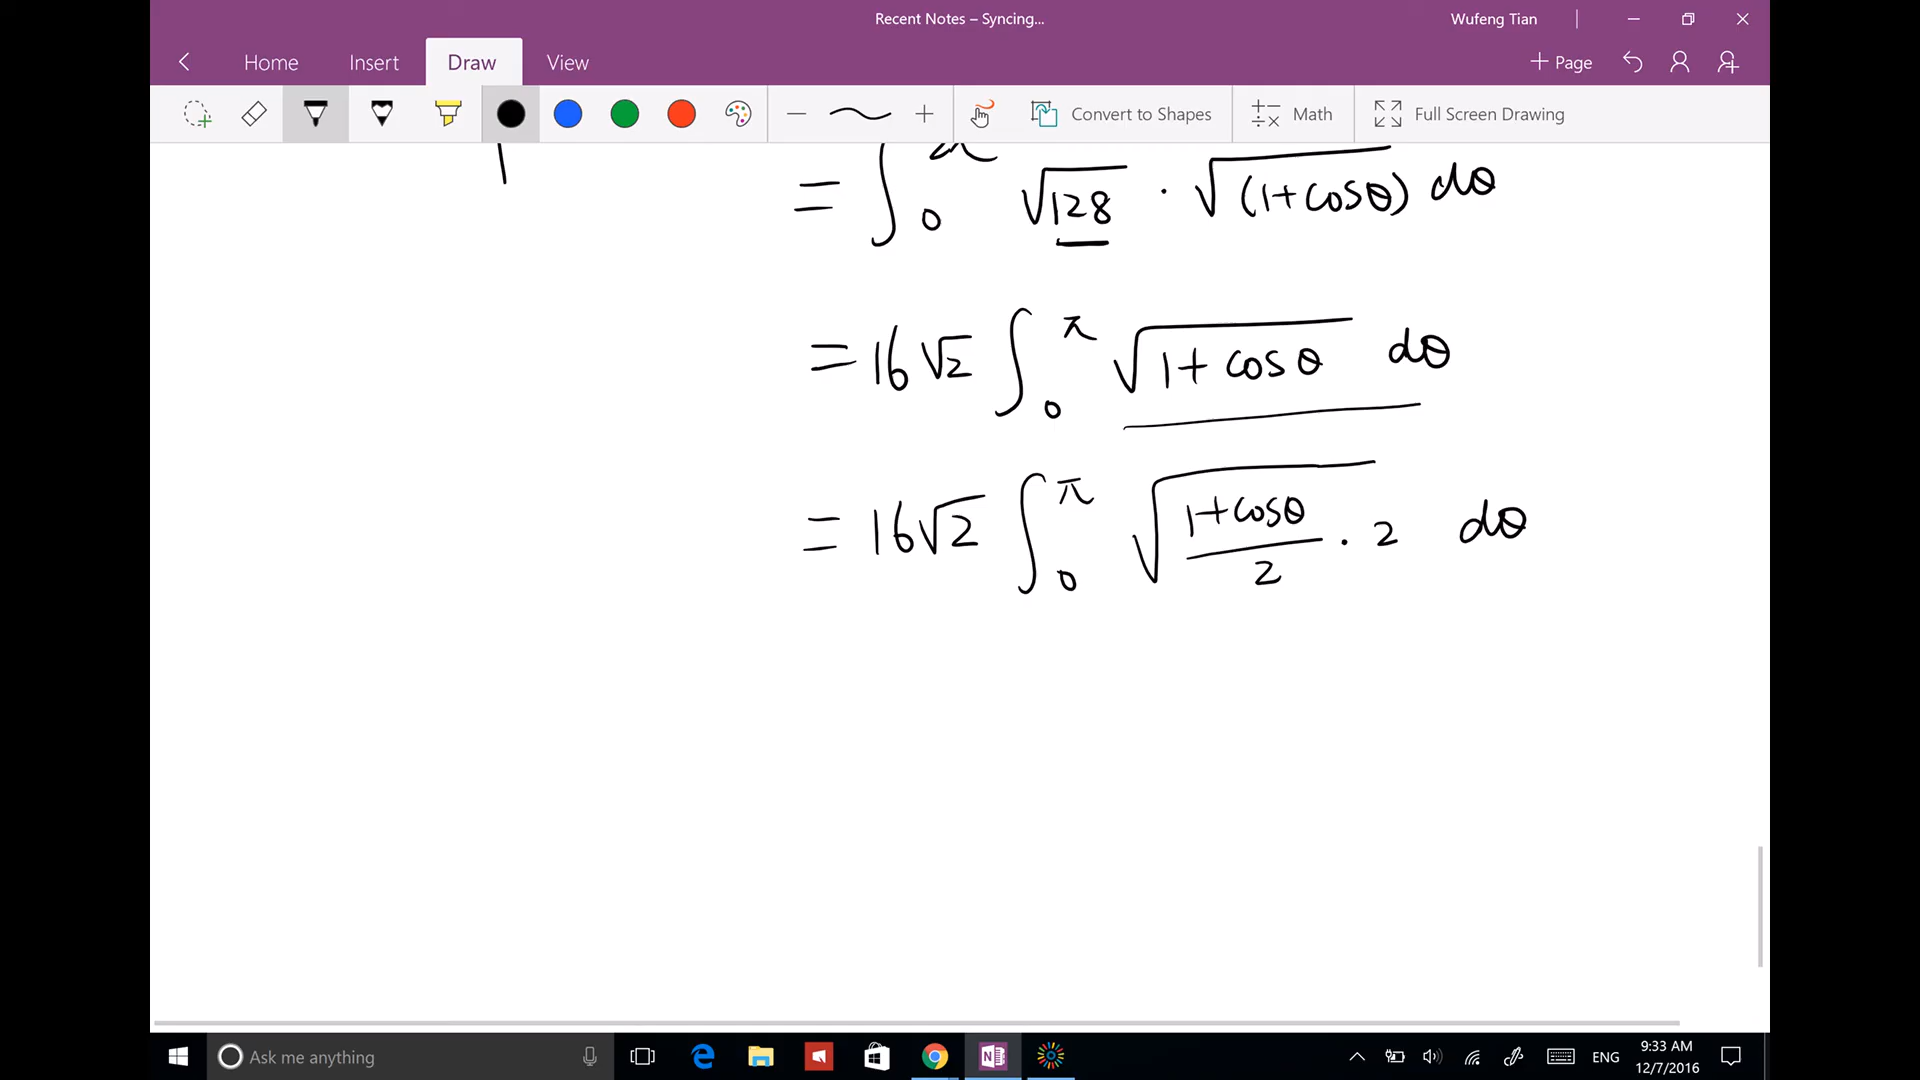 Recent Notes – Syncing...
Wufeng Tian
Home Insert Draw View
Page
Convert to Shapes
Math
Full Screen Drawing
= ∫₀ √128 · √(1+cosθ) dθ
= 16√2 ∫₀^π √(1+cosθ) dθ
= 16√2 ∫₀^π √((1+cosθ)/2 · 2) dθ
Ask me anything
ENG
9:33 AM
12/7/2016